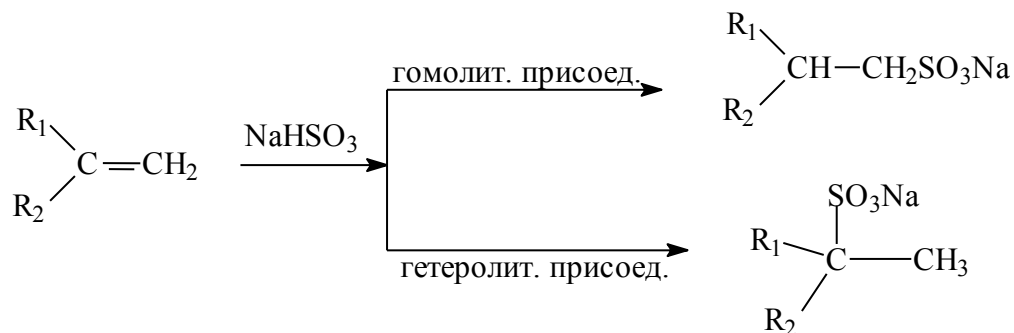 R1
C=CH2
R2
NaHSO3
гомолит. присоед.
R1
CH—CH2SO3Na
R2
гетеролит. присоед.
SO3Na
R1
C—CH3
R2